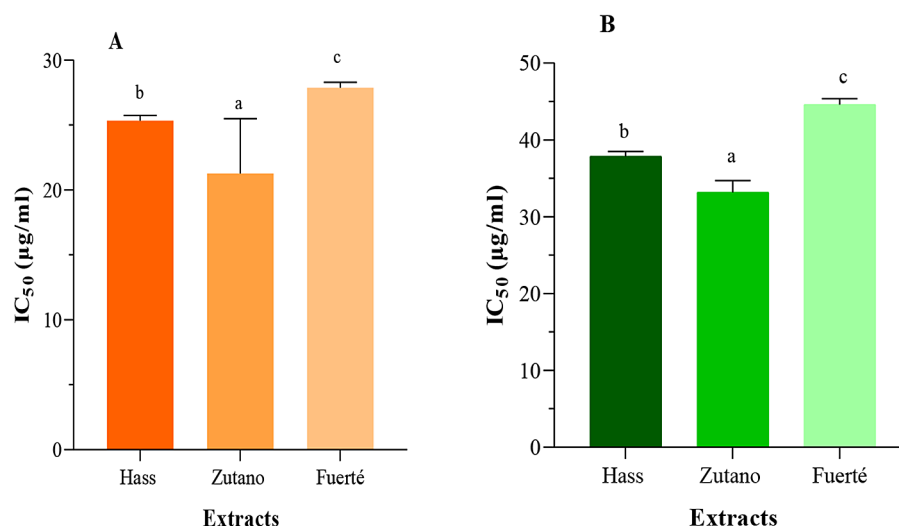 A
IC50 (µg/ml)
30
20
10
0
b
a
c
Hass
Zutano
Fuerté
Extracts
B
IC50 (µg/ml)
50
40
30
20
10
0
b
a
c
Hass
Zutano
Fuerté
Extracts